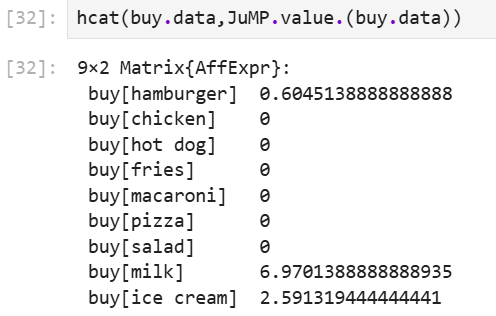 [32]: hcat(buy.data,JuMP.value.(buy.data))
[32]: 9×2 Matrix{AffExpr}:
buy[hamburger]  0.6045138888888888
buy[chicken]    0
buy[hot dog]    0
buy[fries]      0
buy[macaroni]   0
buy[pizza]      0
buy[salad]      0
buy[milk]       6.9701388888888935
buy[ice cream]  2.591319444444441